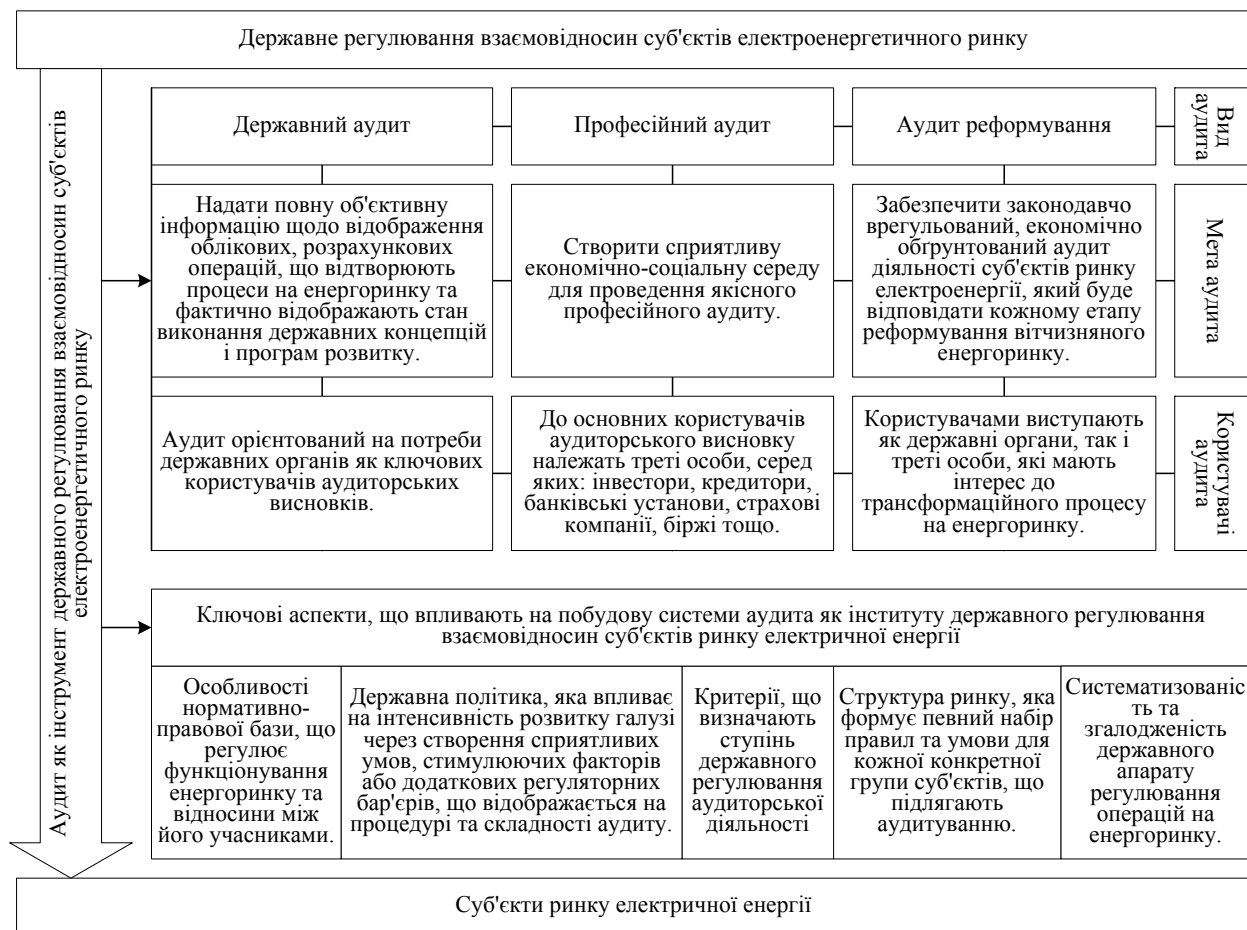 Державне регулювання взаємовідносин суб'єктів електроенергетичного ринку
Аудит як інструмент державного регулювання взаємовідносин суб'єктів
електроенергетичного ринку
Державний аудит
Професійний аудит
Аудит реформування
Вид
аудита
Надати повну об'єктивну
інформацію щодо відображення
облікових, розрахункових
операцій, що відтворюють
процеси на енергоринку та
фактично відображають стан
виконання державних концепцій
і програм розвитку.
Створити сприятливу
економічно-соціальну середу
для проведення якісного
професійного аудиту.
Забезпечити законодавчо
врегульований, економічно
обґрунтований аудит
діяльності суб'єктів ринку
електроенергії, який буде
відповідати кожному етапу
реформування вітчизняного
енергоринку.
Мета аудита
Аудит орієнтований на потреби
державних органів як ключових
користувачів аудиторських
висновків.
До основних користувачів
аудиторського висновку
належать треті особи, серед
яких: інвестори, кредитори,
банківські установи, страхові
компанії, біржі тощо.
Користувачами виступають
як державні органи, так і
треті особи, які мають
інтерес до
трансформаційного процесу
на енергоринку.
Користувачі
аудита
Ключові аспекти, що впливають на побудову системи аудита як інституту державного регулювання
взаємовідносин суб'єктів ринку електричної енергії
Особливості
нормативно-
правової бази, що
регулює
функціонування
енергоринку та
відносини між
його учасниками.
Державна політика, яка впливає
на інтенсивність розвитку галузі
через створення сприятливих
умов, стимулюючих факторів
або додаткових регуляторних
бар'єрів, що відображається на
процедурі та складності аудиту.
Критерії, що
визначають
ступінь
державного
регулювання
аудиторської
діяльності
Структура ринку, яка
формує певний набір
правил та умови для
кожної конкретної
групи суб'єктів, що
підлягають
аудитуванню.
Систематизованіс
ть та
згалодженість
державного
апарату
регулювання
операцій на
енергоринку.
Суб'єкти ринку електричної енергії